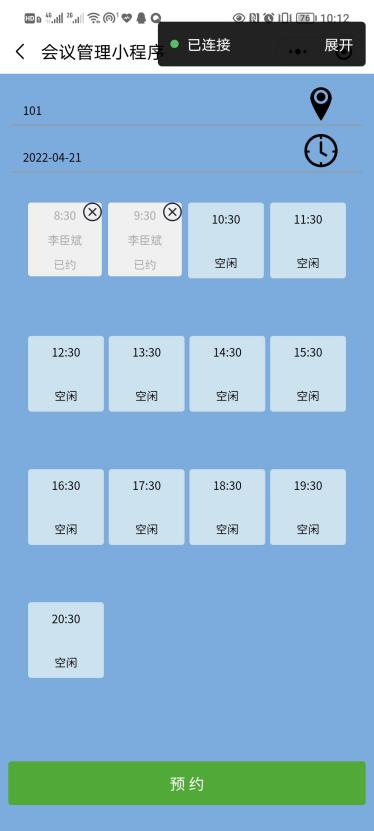 HD 4G 2G 76 10:12
会议管理小程序
已连接 展开
101
2022-04-21
8:30 9:30 10:30 11:30
李臣斌 李臣斌
已约 已约 空闲 空闲
12:30 13:30 14:30 15:30
空闲 空闲 空闲 空闲
16:30 17:30 18:30 19:30
空闲 空闲 空闲 空闲
20:30
空闲
预约